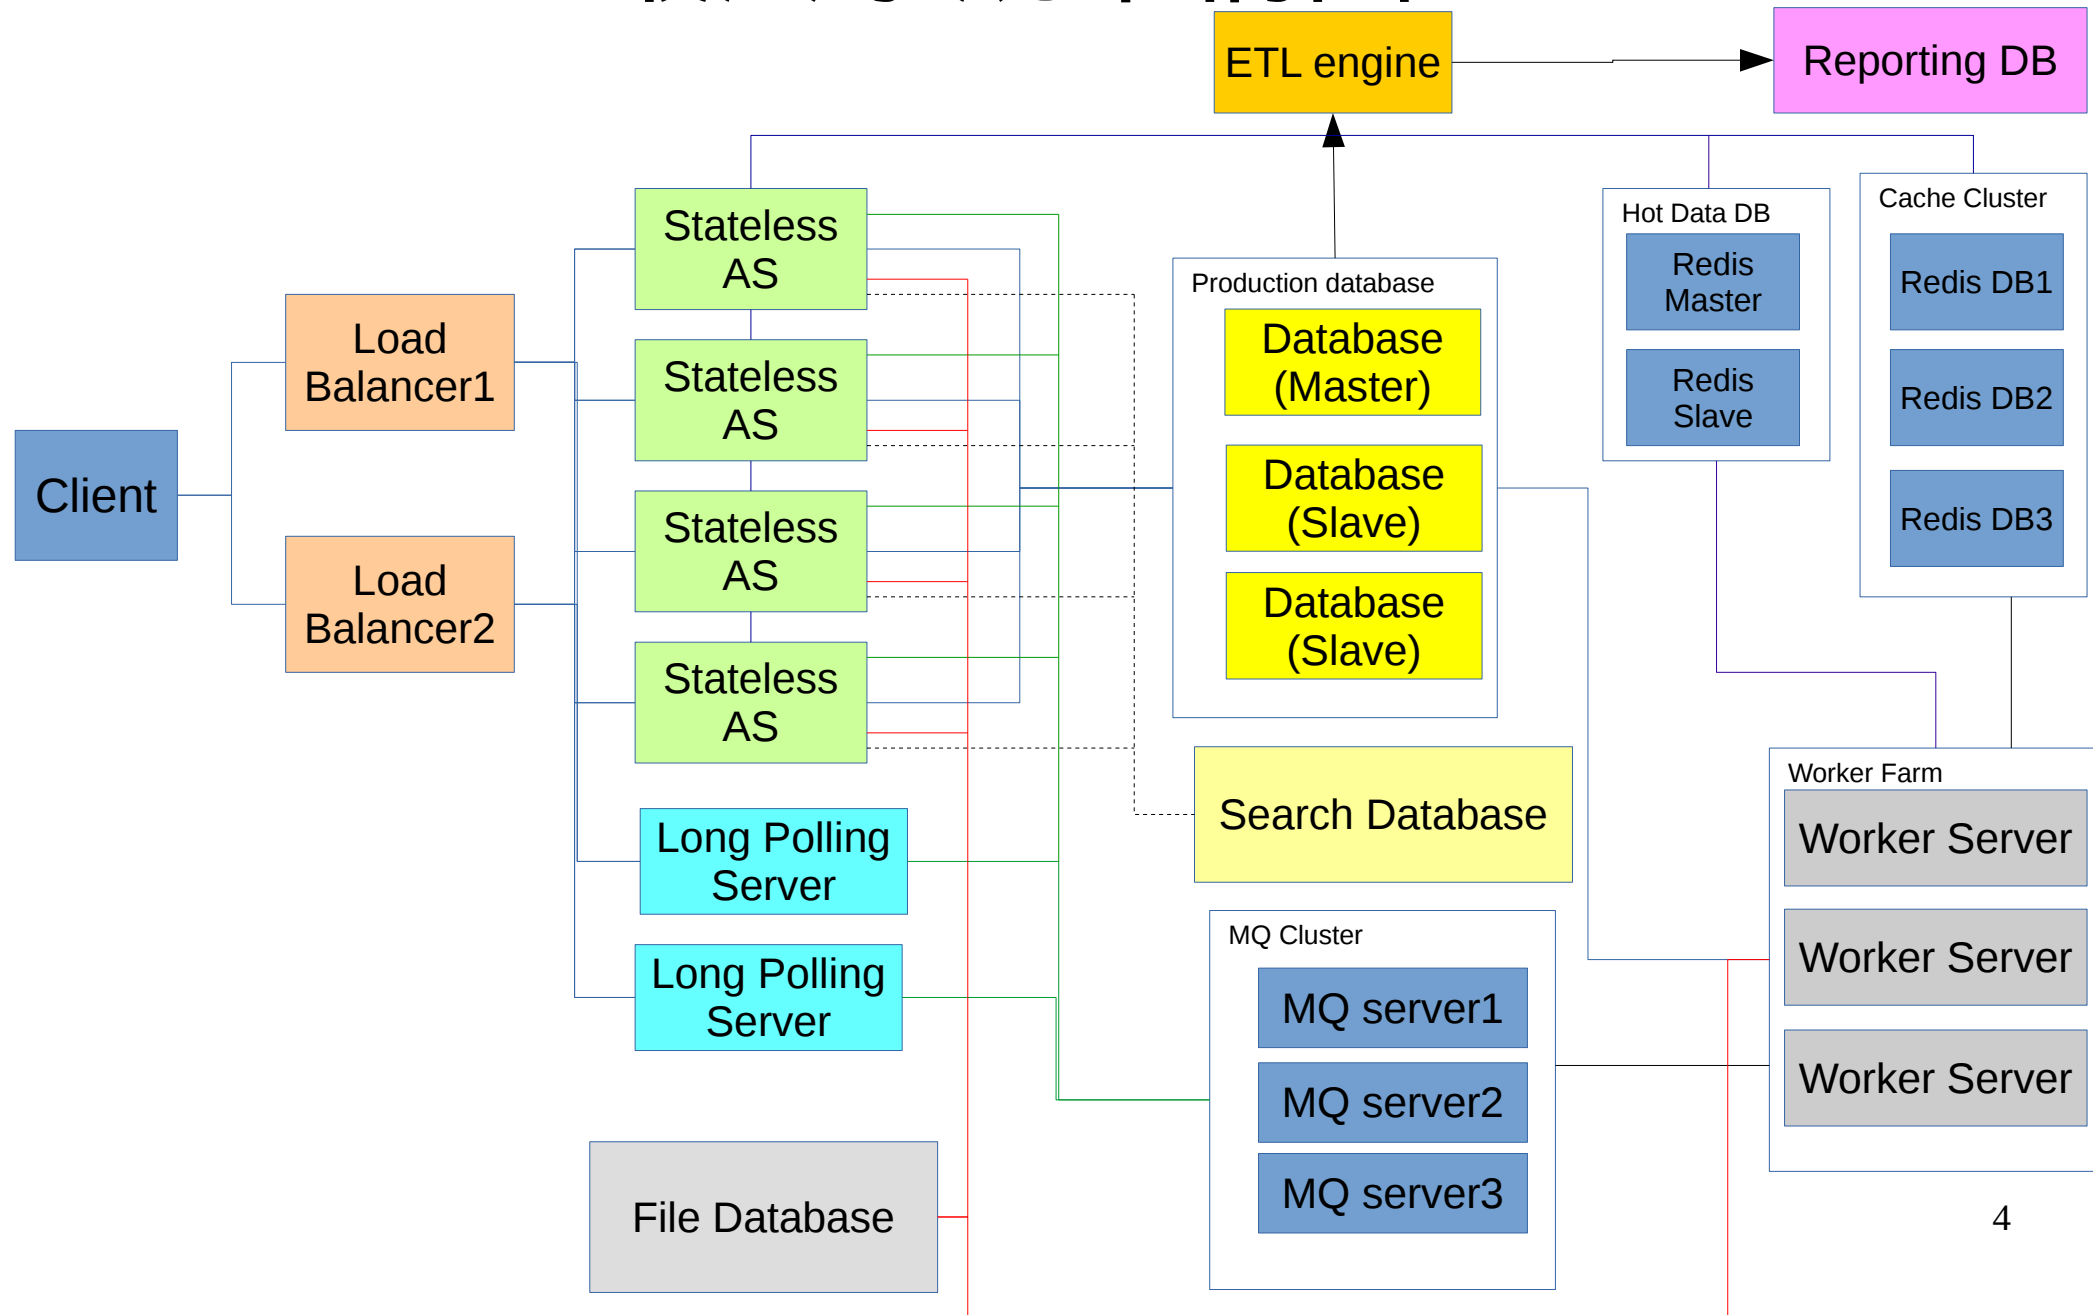 ETL engine
Reporting DB
Stateless
AS
Hot Data DB
Cache Cluster
Redis
Master
Redis DB1
Production database
Load
Balancer1
Database
(Master)
Stateless
AS
Redis
Slave
Redis DB2
Client
Database
(Slave)
Redis DB3
Stateless
AS
Load
Balancer2
Database
(Slave)
Stateless
AS
Worker Farm
Long Polling
Server
Search Database
Worker Server
MQ Cluster
Long Polling
Server
MQ server1
Worker Server
MQ server2
Worker Server
File Database
MQ server3
4